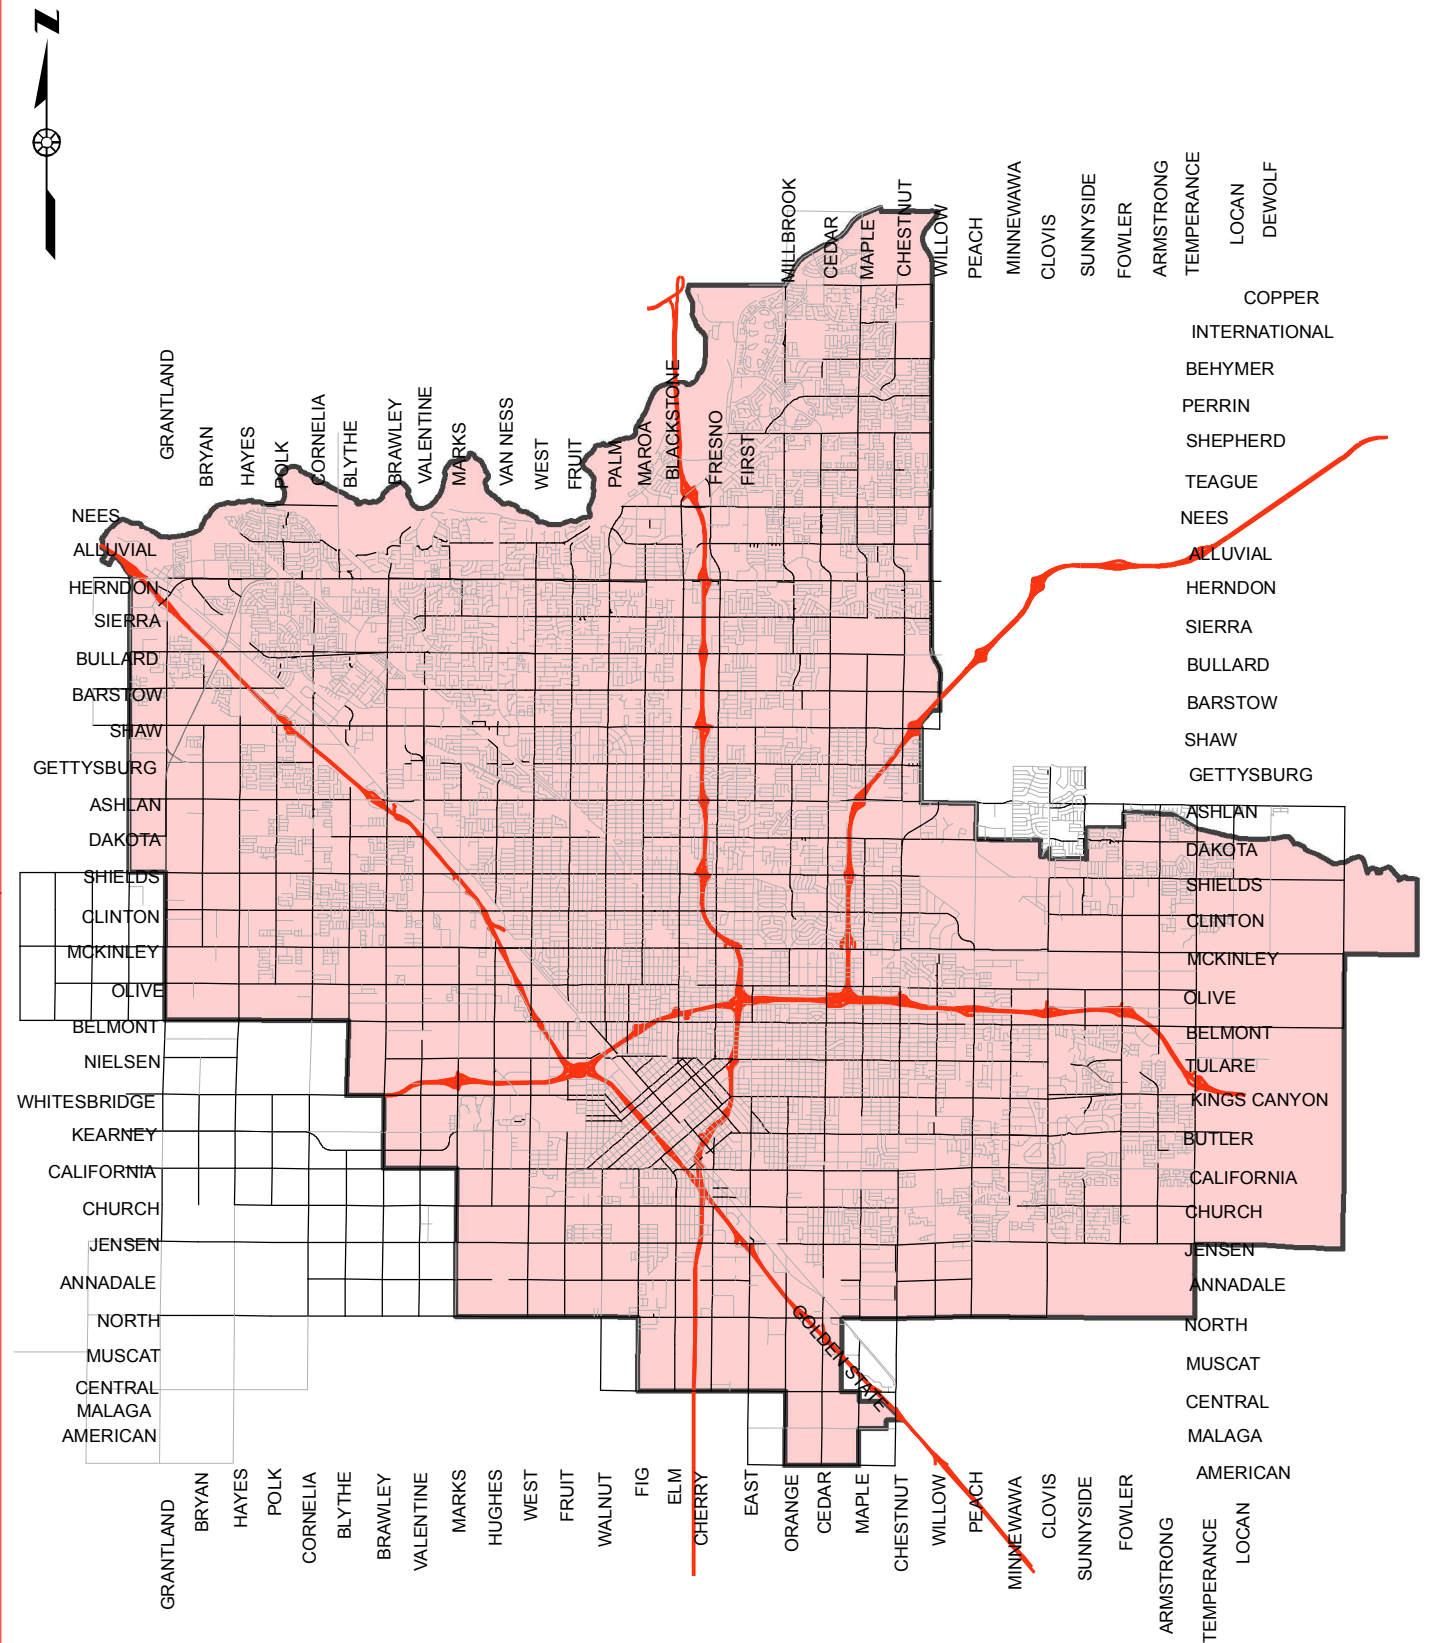 N
MILLBROOK
CEDAR
MAPLE
CHESTNUT
WILLOW
PEACH
MINNEWAWA
CLOVIS
SUNNYSIDE
FOWLER
ARMSTRONG
TEMPERANCE
LOCAN
DEWOLF
GRANTLAND
BRYAN
HAYES
POLK
CORNELIA
BLYTHE
BRAWLEY
VALENTINE
MARKS
VAN NESS
WEST
FRUIT
PALM
MAROA
BLACKSTONE
FRESNO
FIRST
COPPER
INTERNATIONAL
BEHYMER
PERRIN
SHEPHERD
TEAGUE
NEES
ALLUVIAL
HERNDON
SIERRA
BULLARD
BARSTOW
SHAW
GETTYSBURG
ASHLAN
DAKOTA
SHIELDS
CLINTON
MCKINLEY
OLIVE
BELMONT
TULARE
KINGS CANYON
BUTLER
CALIFORNIA
CHURCH
JENSEN
ANNADALE
NORTH
MUSCAT
CENTRAL
MALAGA
AMERICAN
NEES
ALLUVIAL
HERNDON
SIERRA
BULLARD
BARSTOW
SHAW
GETTYSBURG
ASHLAN
DAKOTA
SHIELDS
CLINTON
MCKINLEY
OLIVE
BELMONT
NIELSEN
WHITESBRIDGE
KEARNEY
CALIFORNIA
CHURCH
JENSEN
ANNADALE
NORTH
MUSCAT
CENTRAL
MALAGA
AMERICAN
GOLDEN STATE
GRANTLAND
BRYAN
HAYES
POLK
CORNELIA
BLYTHE
BRAWLEY
VALENTINE
MARKS
HUGHES
WEST
FRUIT
WALNUT
FIG
ELM
CHERRY
EAST
ORANGE
CEDAR
MAPLE
CHESTNUT
WILLOW
PEACH
MINNEWAWA
CLOVIS
SUNNYSIDE
FOWLER
ARMSTRONG
TEMPERANCE
LOCAN